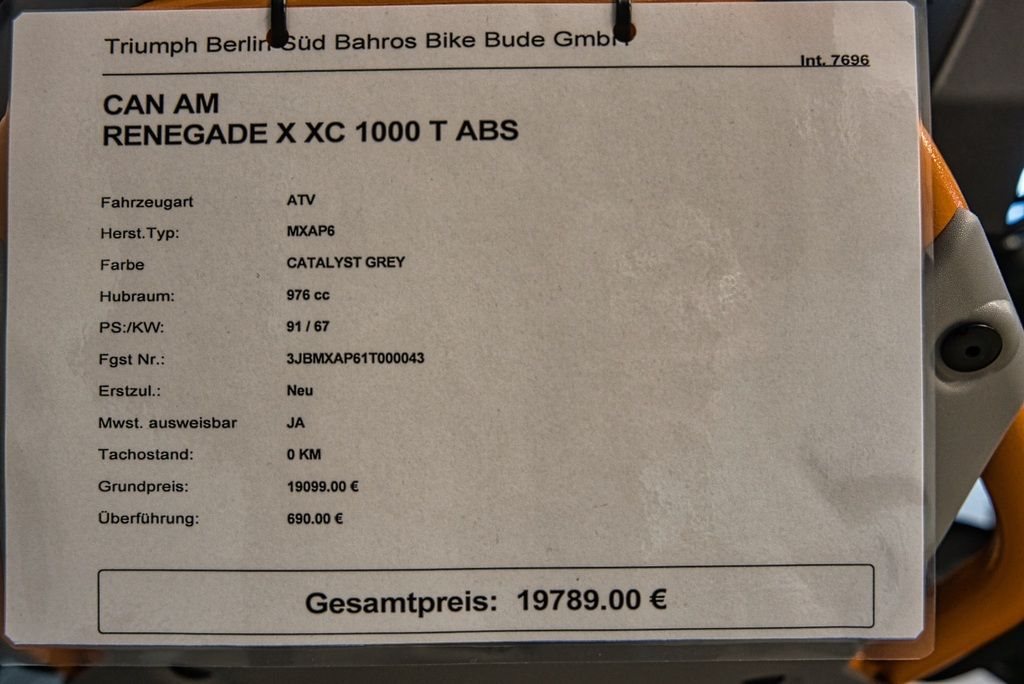 Triumph Berlin Süd Bahros Bike Bude GmbH
Int. 7696
CAN AM
RENEGADE X XC 1000 T ABS
Fahrzeugart ATV
Herst.Typ: MXAP6
Farbe CATALYST GREY
Hubraum: 976 cc
PS:/KW: 91 / 67
Fgst Nr.: 3JBMXAP61T000043
Erstzul.: Neu
Mwst. ausweisbar JA
Tachostand: 0 KM
Grundpreis: 19099.00 €
Überführung: 690.00 €
Gesamtpreis: 19789.00 €